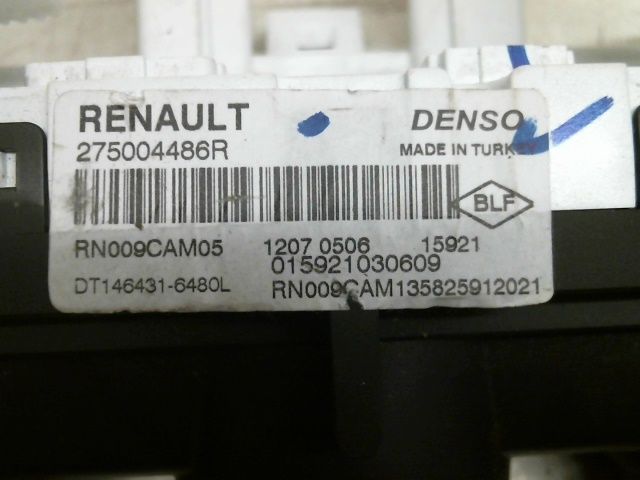 RENAULT DENSO
275004486R MADE IN TURKEY
BLF
RN009CAM05 1207 0506 15921
015921030609
DT146431-6480L RN009CAM135825912021